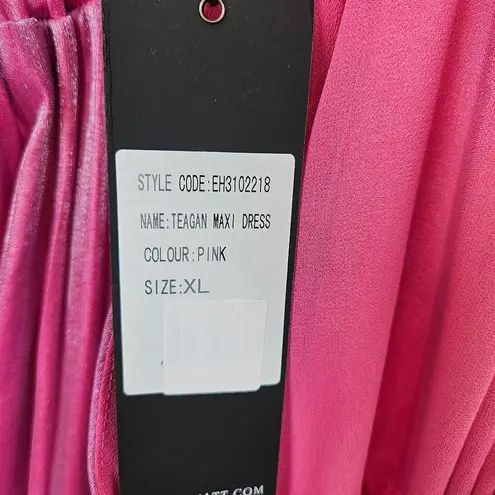 STYLE CODE:EH3102218
NAME:TEAGAN MAXI DRESS
COLOUR:PINK
SIZE:XL